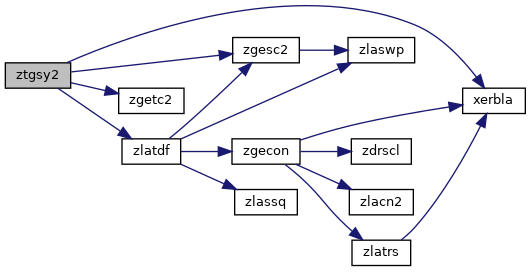 ztgsy2
zgesc2
zlaswp
zgetc2
xerbla
zlatdf
zgecon
zdrscl
zlassq
zlacn2
zlatrs